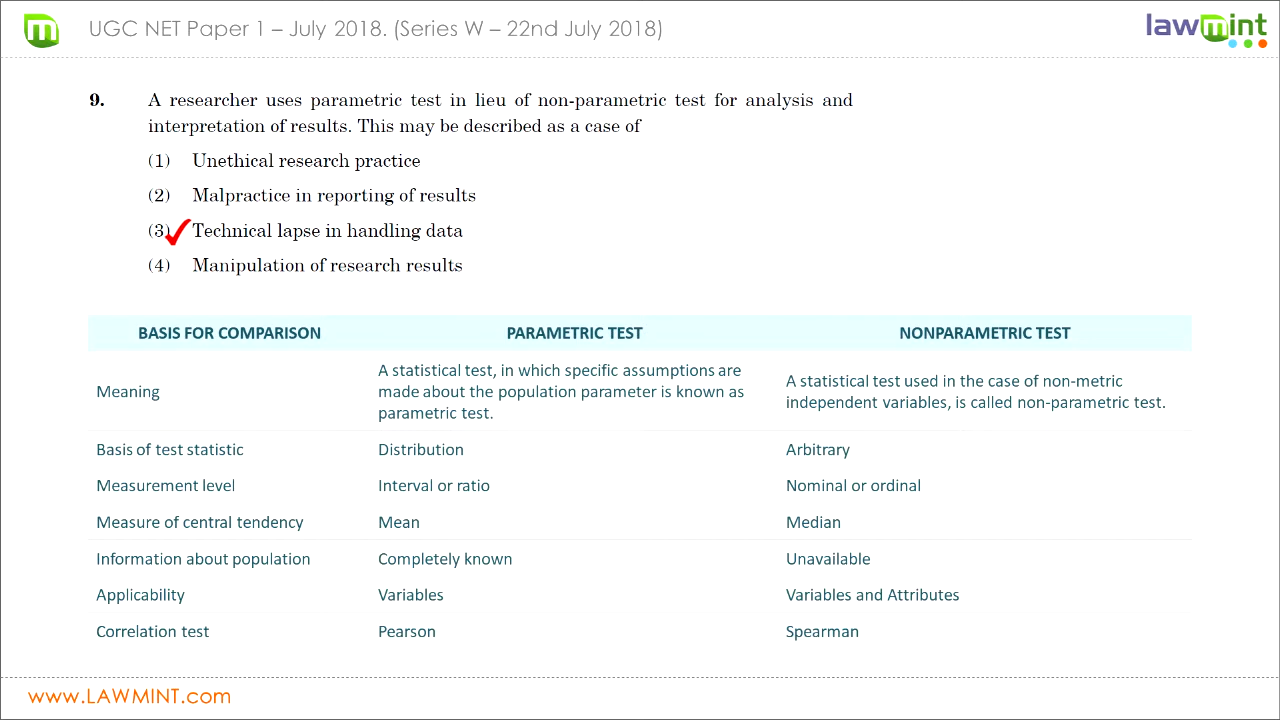 UGC NET Paper 1 – July 2018. (Series W – 22nd July 2018)
lawmint
9. A researcher uses parametric test in lieu of non-parametric test for analysis and
interpretation of results. This may be described as a case of
(1) Unethical research practice
(2) Malpractice in reporting of results
(3) Technical lapse in handling data
(4) Manipulation of research results
BASIS FOR COMPARISON PARAMETRIC TEST NONPARAMETRIC TEST
Meaning
A statistical test, in which specific assumptions are
made about the population parameter is known as
parametric test.
A statistical test used in the case of non-metric
independent variables, is called non-parametric test.
Basis of test statistic Distribution Arbitrary
Measurement level Interval or ratio Nominal or ordinal
Measure of central tendency Mean Median
Information about population Completely known Unavailable
Applicability Variables Variables and Attributes
Correlation test Pearson Spearman
www.LAWMINT.com